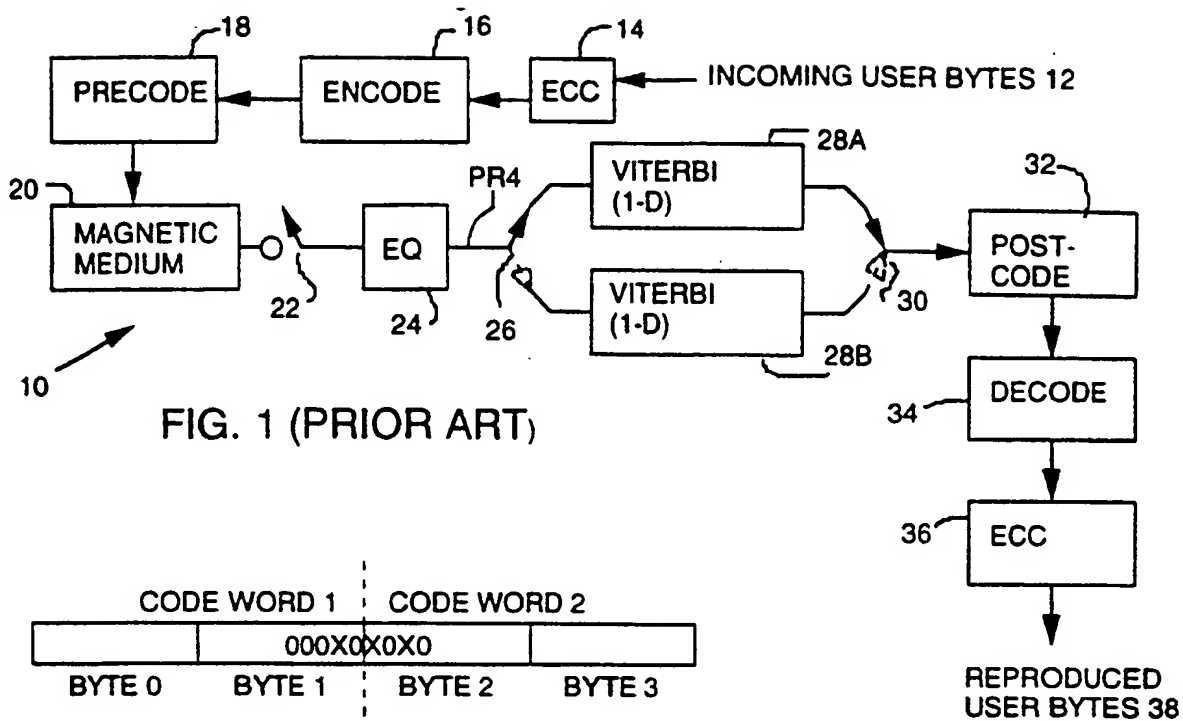 18
16
14
PRECODE
ENCODE
ECC
INCOMING USER BYTES 12
28A
20
PR4
VITERBI
(1-D)
32
MAGNETIC
MEDIUM
EQ
POST-
CODE
22
24
26
VITERBI
(1-D)
30
28B
10
34
DECODE
FIG. 1 (PRIOR ART)
36
ECC
CODE WORD 1
CODE WORD 2
000X0X0X0
BYTE 0
BYTE 1
BYTE 2
BYTE 3
REPRODUCED
USER BYTES 38